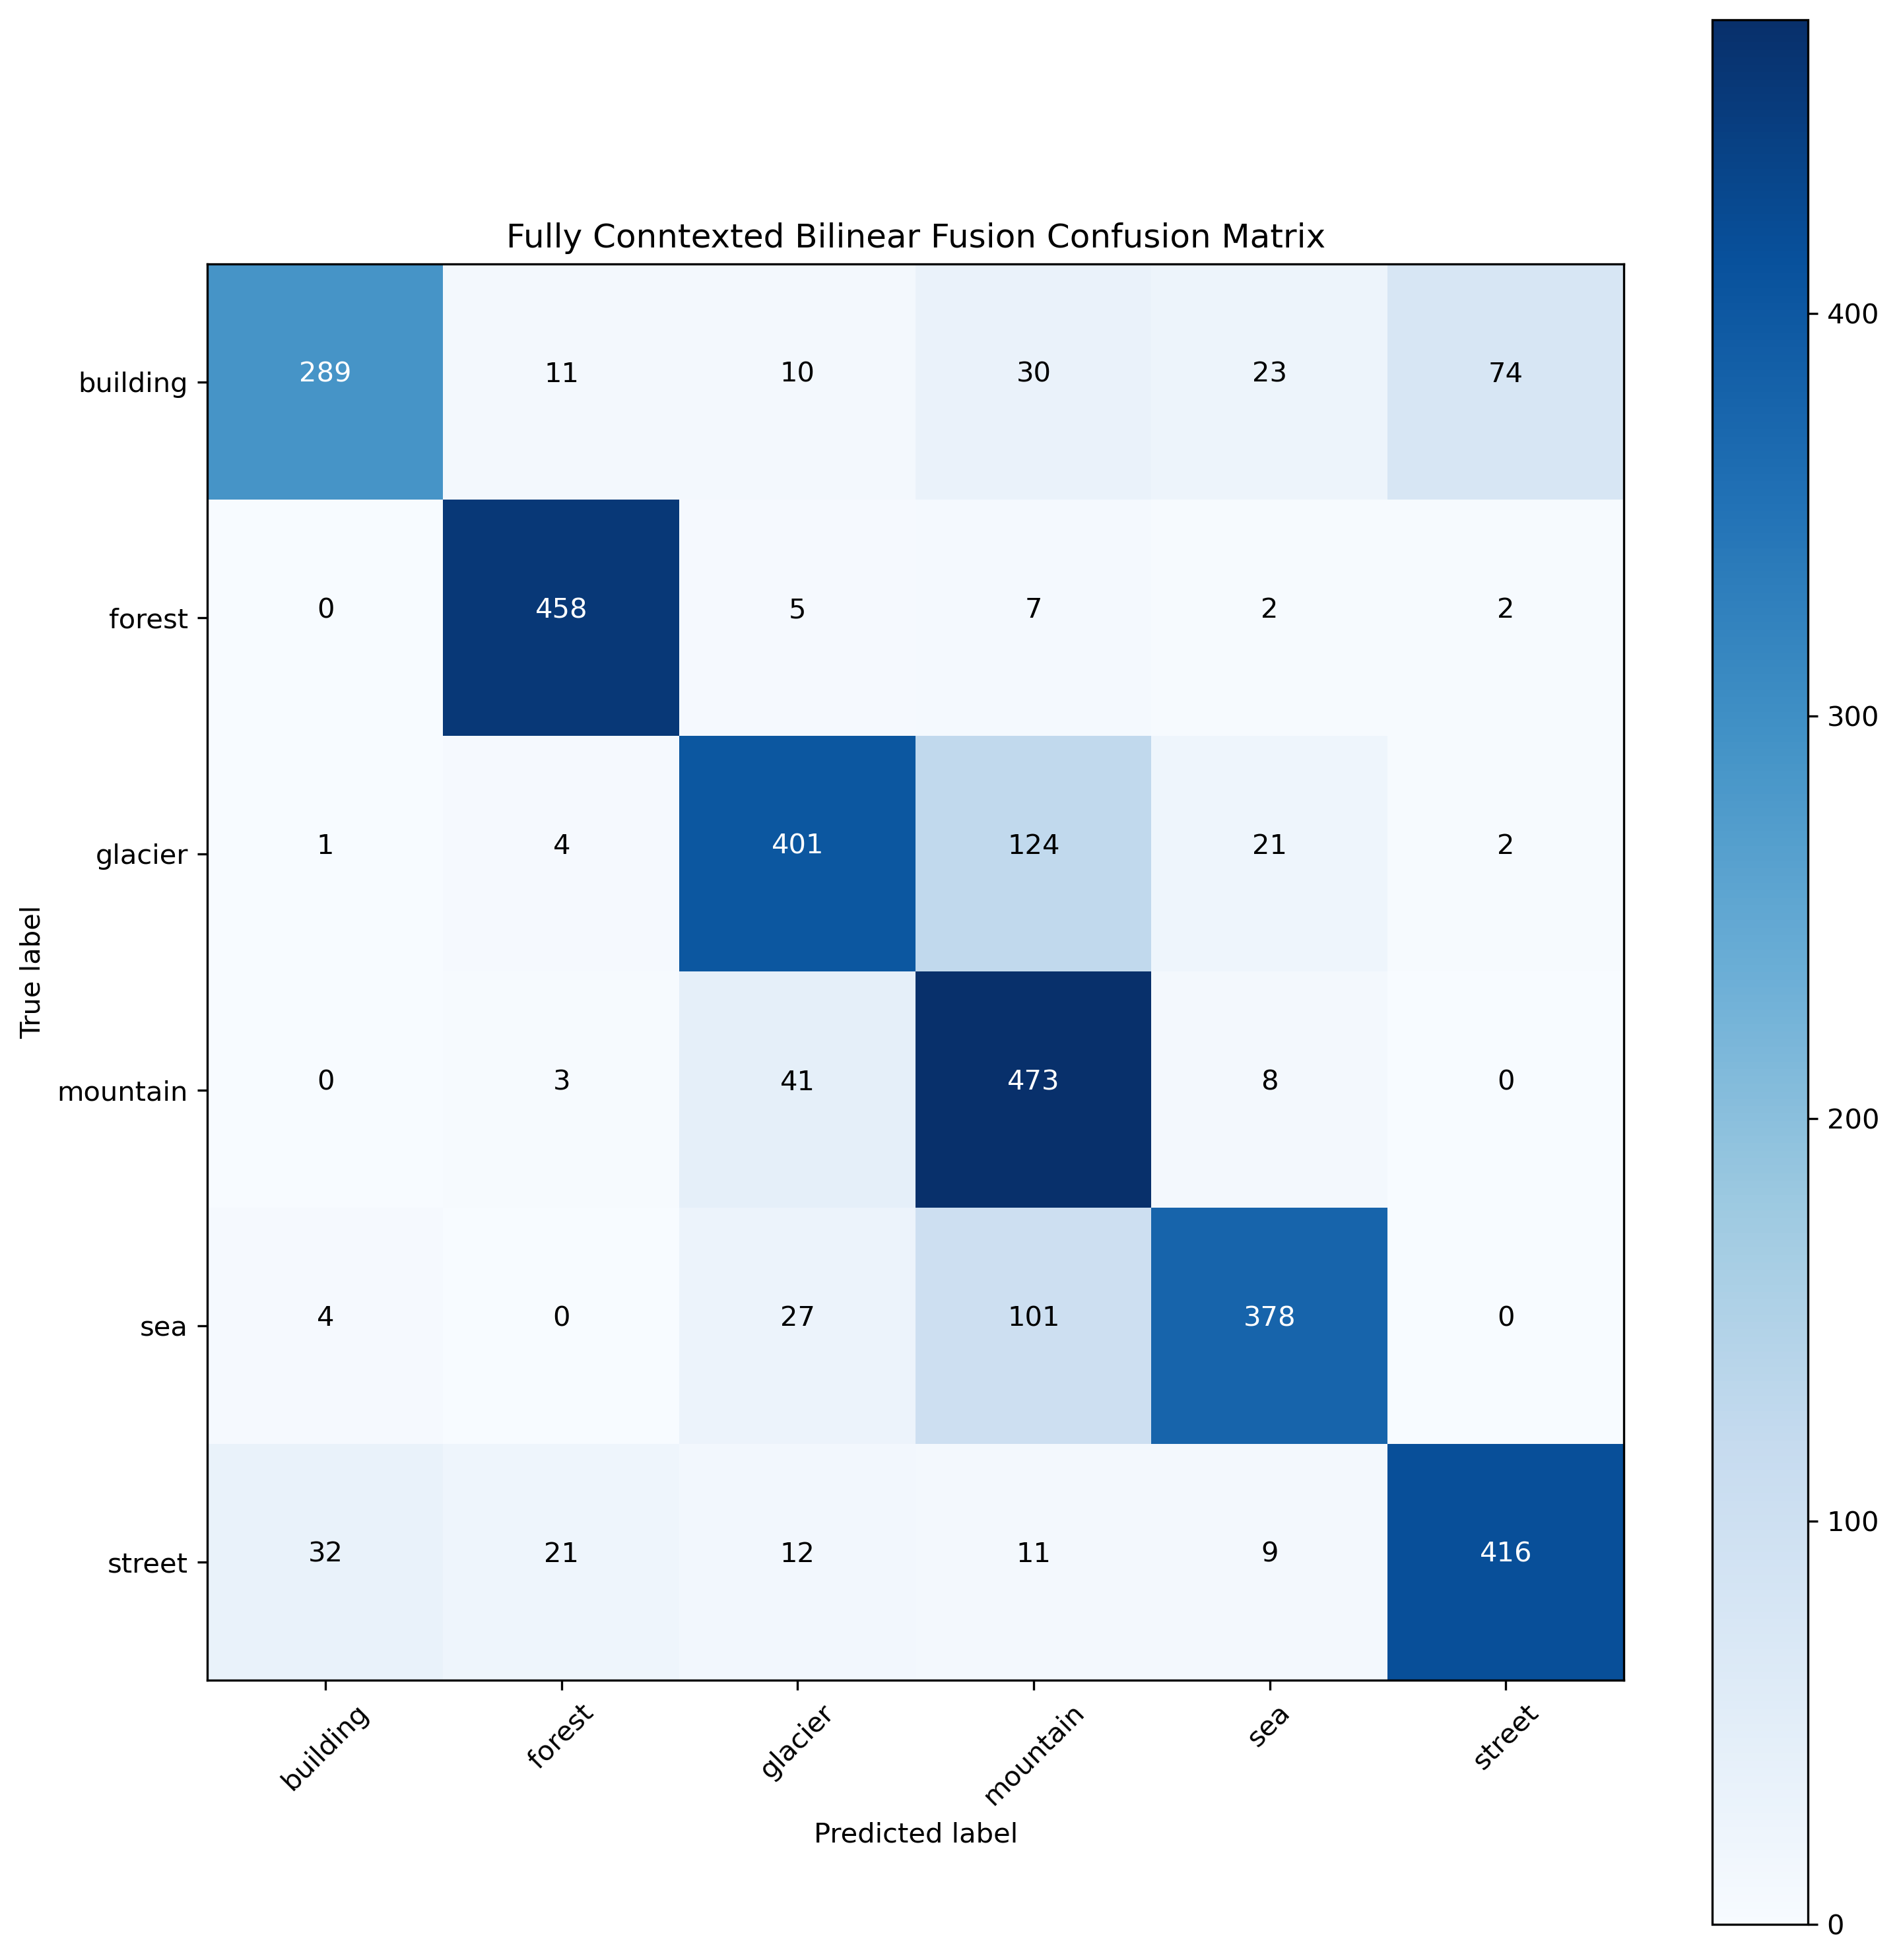 Fully Conntexted Bilinear Fusion Confusion Matrix
building 289 11 10 30 23 74
forest 0 458 5 7 2 2
glacier 1 4 401 124 21 2
mountain 0 3 41 473 8 0
sea 4 0 27 101 378 0
street 32 21 12 11 9 416
True label
building forest glacier mountain sea street
Predicted label
400
300
200
100
0